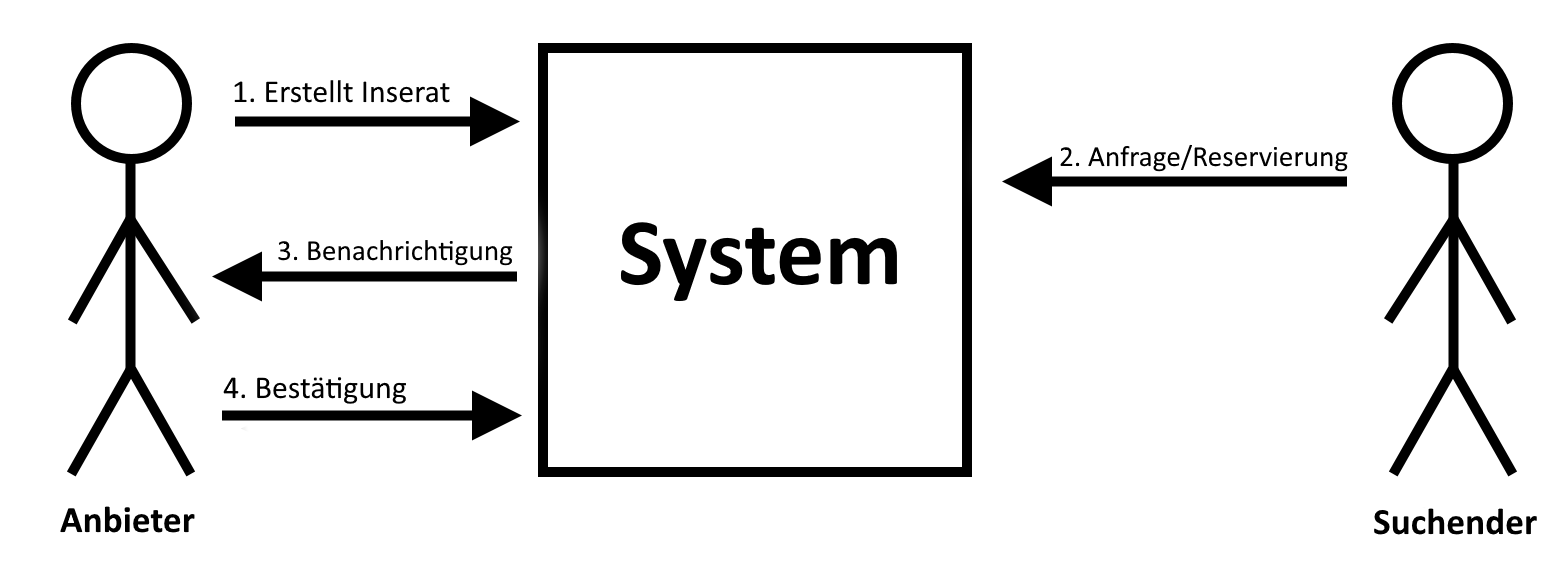 1. Erstellt Inserat
2. Anfrage/Reservierung
3. Benachrichtigung
System
4. Bestätigung
Anbieter
Suchender